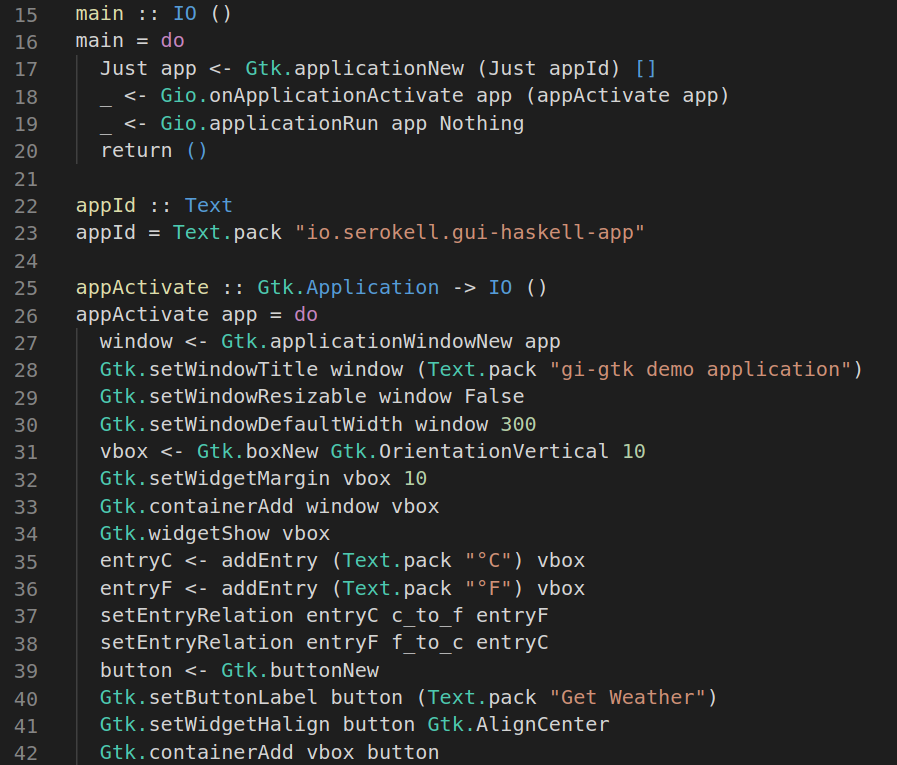 15 main :: IO ()
16 main = do
17   Just app <- Gtk.applicationNew (Just appId) []
18   _ <- Gio.onApplicationActivate app (appActivate app)
19   _ <- Gio.applicationRun app Nothing
20   return ()
21
22 appId :: Text
23 appId = Text.pack "io.serokell.gui-haskell-app"
24
25 appActivate :: Gtk.Application -> IO ()
26 appActivate app = do
27   window <- Gtk.applicationWindowNew app
28   Gtk.setWindowTitle window (Text.pack "gi-gtk demo application")
29   Gtk.setWindowResizable window False
30   Gtk.setWindowDefaultWidth window 300
31   vbox <- Gtk.boxNew Gtk.OrientationVertical 10
32   Gtk.setWidgetMargin vbox 10
33   Gtk.containerAdd window vbox
34   Gtk.widgetShow vbox
35   entryC <- addEntry (Text.pack "°C") vbox
36   entryF <- addEntry (Text.pack "°F") vbox
37   setEntryRelation entryC c_to_f entryF
38   setEntryRelation entryF f_to_c entryC
39   button <- Gtk.buttonNew
40   Gtk.setButtonLabel button (Text.pack "Get Weather")
41   Gtk.setWidgetHalign button Gtk.AlignCenter
42   Gtk.containerAdd vbox button